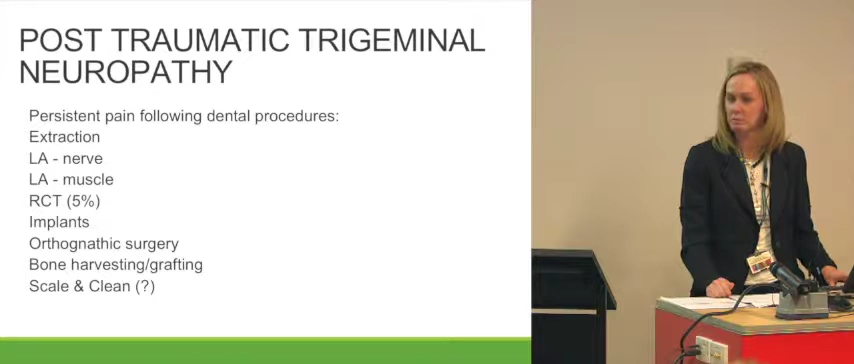 POST TRAUMATIC TRIGEMINAL
NEUROPATHY
Persistent pain following dental procedures:
Extraction
LA - nerve
LA - muscle
RCT (5%)
Implants
Orthognathic surgery
Bone harvesting/grafting
Scale & Clean (?)